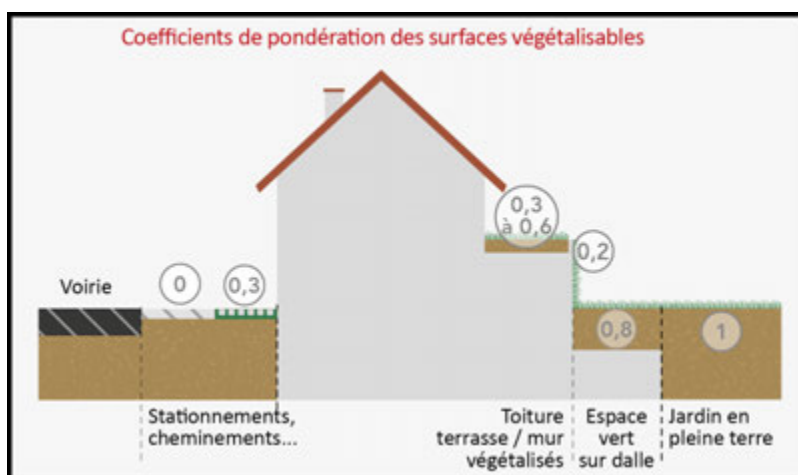 Coefficients de pondération des surfaces végétalisables
0,3
à 0,6
0,2
Voirie
0
0,3
0,8
1
Stationnements,
cheminements...
Toiture
terrasse / mur
végétalisés
Espace
vert
sur dalle
Jardin en
pleine terre